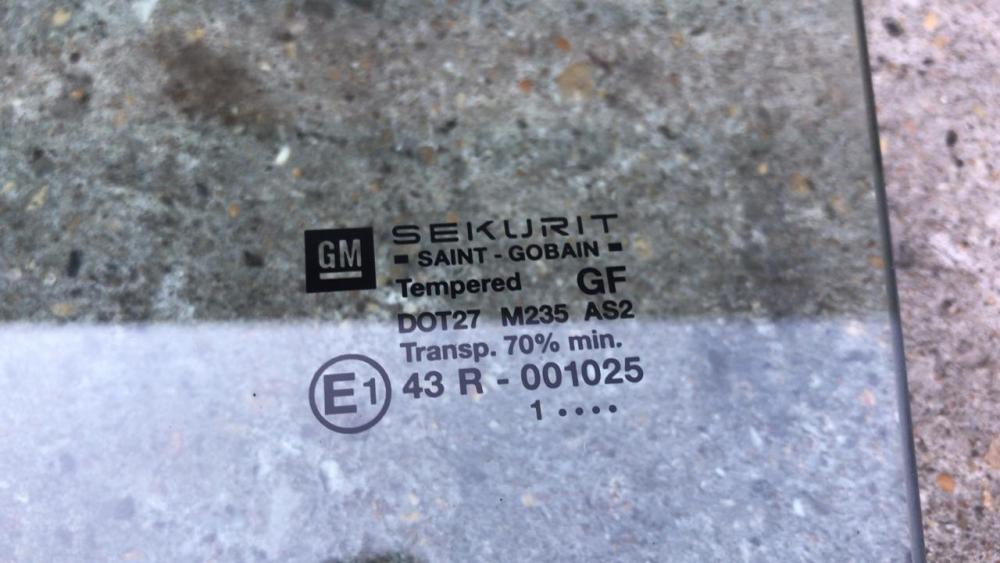 GM
SEKURIT
- SAINT - GOBAIN -
Tempered GF
DOT27 M235 AS2
Transp. 70% min.
E1 43 R - 001025
1 ....